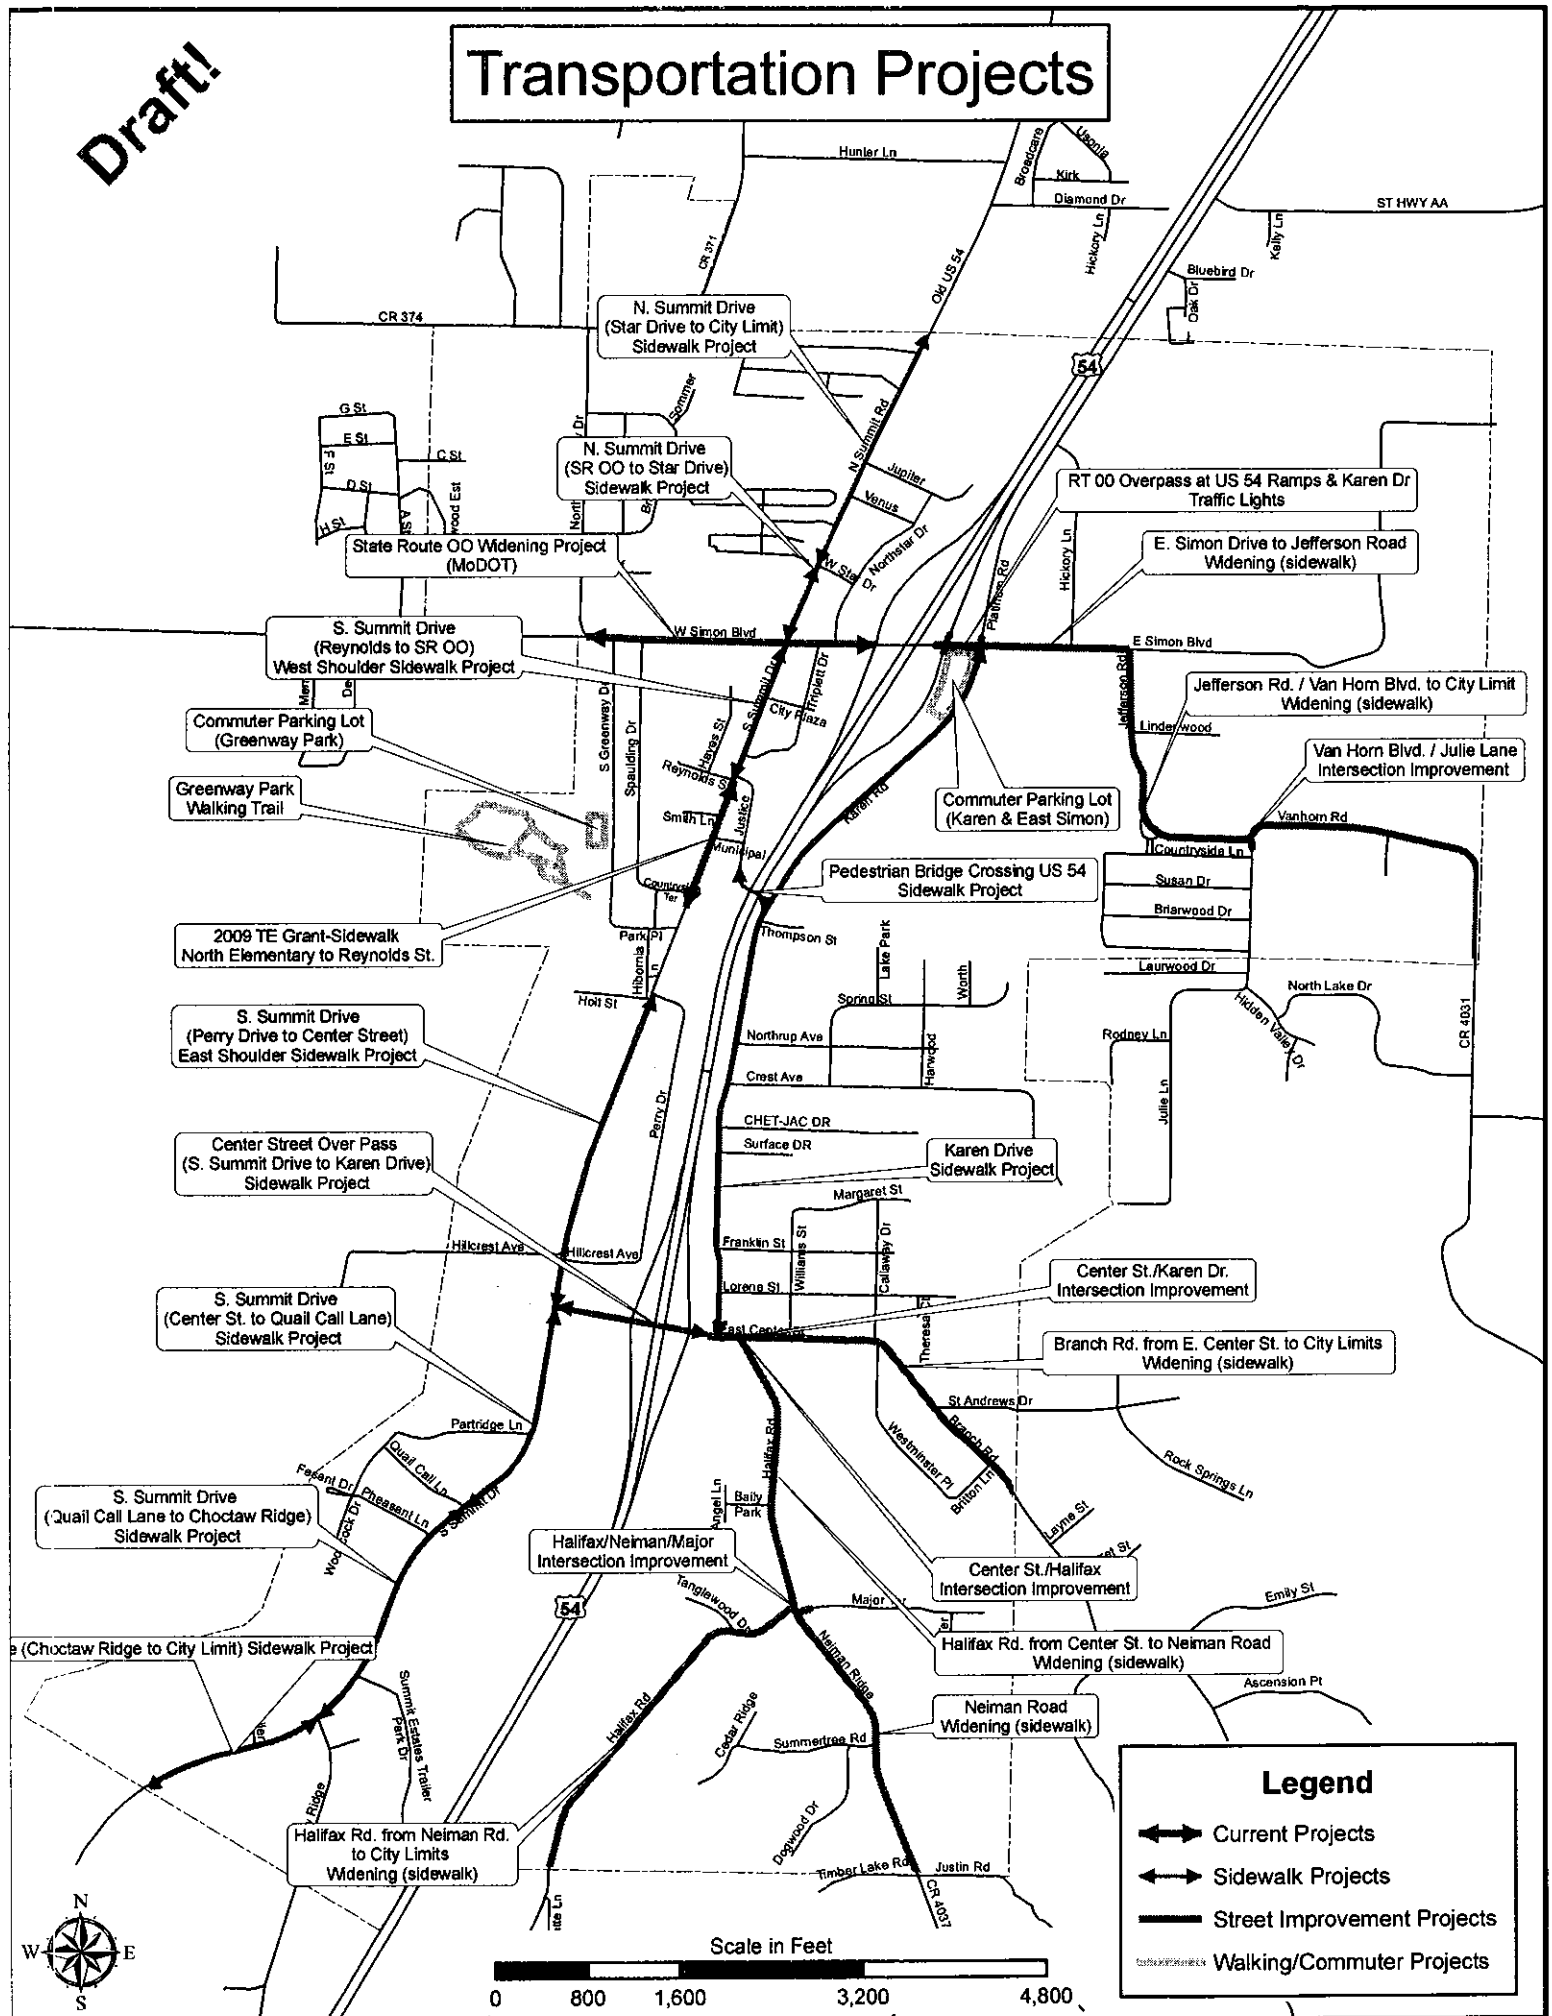 Draft!
Transportation Projects
Hunter Ln
Broadcare
Usonia
Kirk
Diamond Dr
ST HWY AA
Hickory Ln
Kelly Ln
CR 371
Old US 54
Bluebird Dr
Oak Dr
CR 374
N. Summit Drive
(Star Drive to City Limit)
Sidewalk Project
54
Sommer
G St
E St
F St
C St
D St
H St
A St
wood Est
N Summit Rd
N. Summit Drive
(SR OO to Star Drive)
Sidewalk Project
Jupiter
Venus
Northstar Dr
W Star Dr
RT 00 Overpass at US 54 Ramps & Karen Dr
Traffic Lights
State Route OO Widening Project
(MoDOT)
E. Simon Drive to Jefferson Road
Widening (sidewalk)
Hickory Ln
Platinum Rd
S. Summit Drive
(Reynolds to SR OO)
West Shoulder Sidewalk Project
W Simon Blvd
E Simon Blvd
Jefferson Rd
S Summit Dr
Triplett Dr
City Plaza
S Greenway Dr
Spaulding Dr
Hayes St
Reynolds St
Jefferson Rd. / Van Horn Blvd. to City Limit
Widening (sidewalk)
Commuter Parking Lot
(Greenway Park)
Linderwood
Van Horn Blvd. / Julie Lane
Intersection Improvement
Greenway Park
Walking Trail
Smith Ln
Justice
Municipal
Karen Rd
Commuter Parking Lot
(Karen & East Simon)
Vanhorn Rd
Countryside Ln
Susan Dr
Briarwood Dr
Laurwood Dr
Pedestrian Bridge Crossing US 54
Sidewalk Project
Ter
Park Pl
Thompson St
2009 TE Grant-Sidewalk
North Elementary to Reynolds St.
Hibernia
Ln
Holt St
Lake Park
Worth
Spring St
Northrup Ave
Harwood
Crest Ave
North Lake Dr
Hidden Valley Dr
Rodney Ln
Julie Ln
CR 4031
S. Summit Drive
(Perry Drive to Center Street)
East Shoulder Sidewalk Project
Perry Dr
CHET-JAC DR
Surface DR
Karen Drive
Sidewalk Project
Center Street Over Pass
(S. Summit Drive to Karen Drive)
Sidewalk Project
Margaret St
Williams St
Callaway Dr
Hillcrest Ave
Hillcrest Ave
Franklin St
Lorene St
Center St./Karen Dr.
Intersection Improvement
S. Summit Drive
(Center St. to Quail Call Lane)
Sidewalk Project
Branch Rd. from E. Center St. to City Limits
Widening (sidewalk)
St Andrews Dr
Branch Rd
Partridge Ln
Quail Call Ln
Pheasant Ln
S Summit Dr
Halifax Rd
Westminster Pl
Britton Ln
Rock Springs Ln
Layne St
S. Summit Drive
(Quail Call Lane to Choctaw Ridge)
Sidewalk Project
Angel Ln
Baily
Park
Halifax/Neiman/Major
Intersection Improvement
Center St./Halifax
Intersection Improvement
54
Tanglewood Dr
Emily St
e (Choctaw Ridge to City Limit) Sidewalk Project
Neiman Ridge
Halifax Rd. from Center St. to Neiman Road
Widening (sidewalk)
Ascension Pt
Summit Estates Trailer
Park Dr
Halifax Rd
Cedar Ridge
Summertree Rd
Neiman Road
Widening (sidewalk)
Ridge
Dogwood Dr
Halifax Rd. from Neiman Rd.
to City Limits
Widening (sidewalk)
Timber Lake Rd
Justin Rd
CR 4037
Legend
Current Projects
Sidewalk Projects
Street Improvement Projects
Walking/Commuter Projects
N
W
E
S
Scale in Feet
0 800 1,600 3,200 4,800